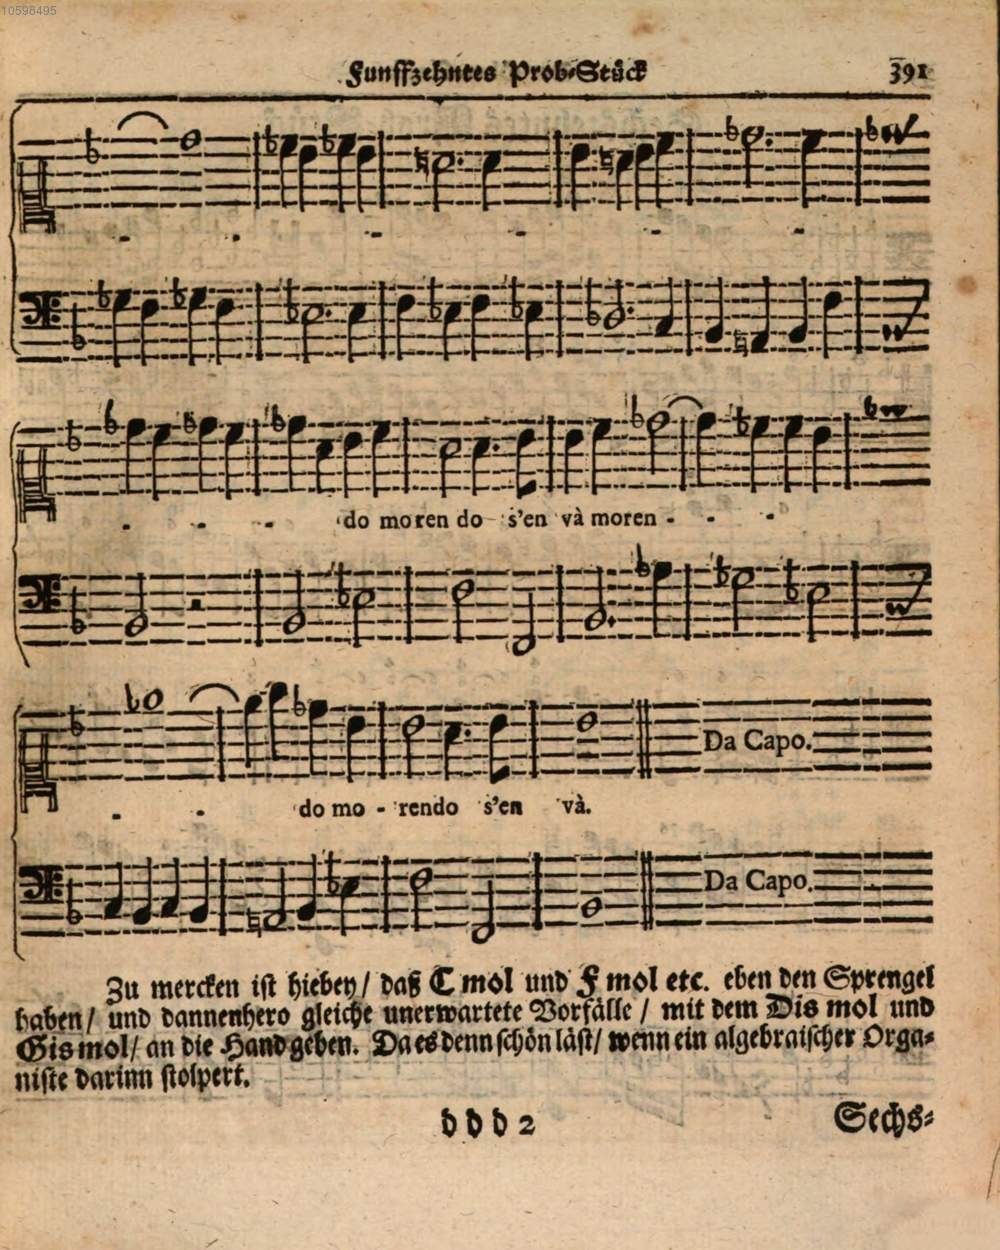 10598495
Funffzehntes Prob-Stück 391
do moren do s'en và moren - - -
do mo - rendo s'en và.
Da Capo.
Da Capo.
Zu mercken ist hiebey/ daß C mol und F mol etc. eben den Sprengel
haben/ und dannenhero gleiche unerwartete Vorfälle/ mit dem Dis mol und
Gis mol/ an die Hand geben. Da es denn schön läst/ wenn ein algebraischer Orga-
niste darinn stolpert.
d d d 2 Sechs-